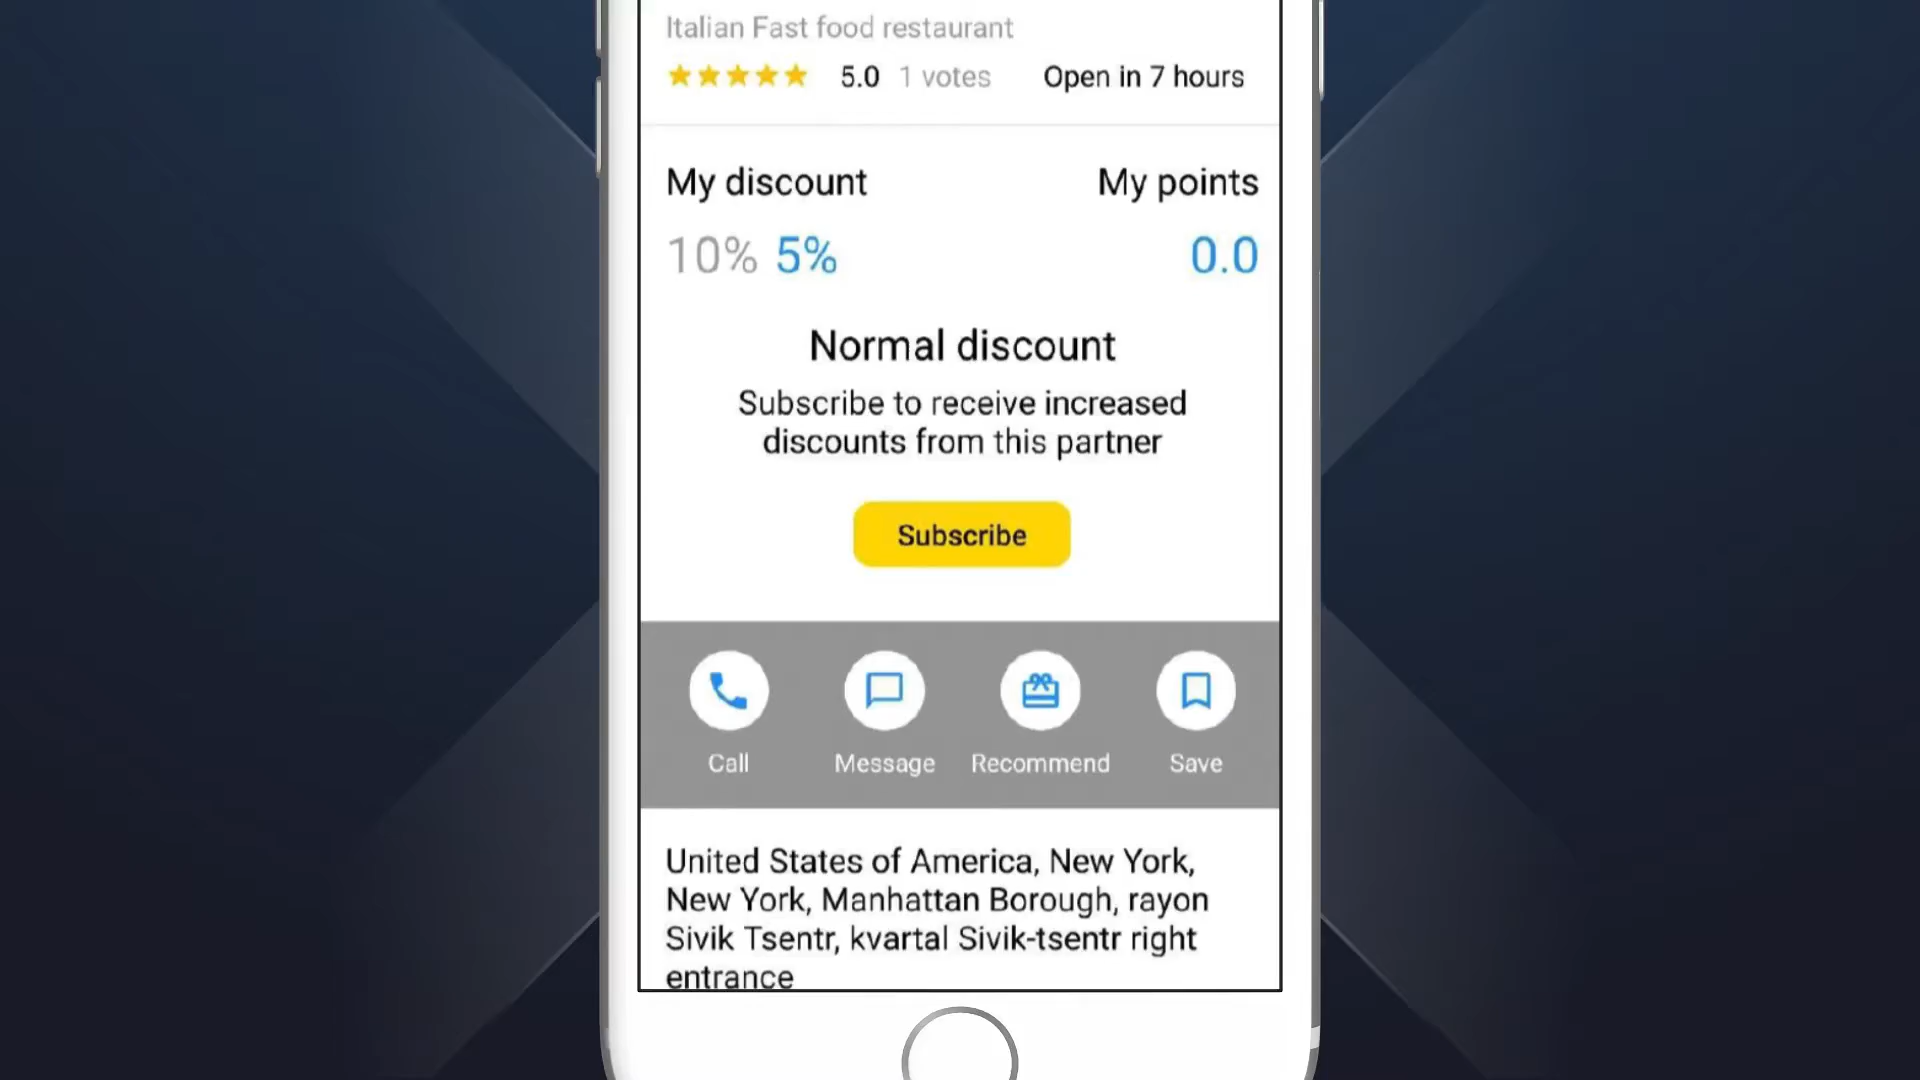 Italian Fast food restaurant
5.0 1 votes Open in 7 hours
My discount My points
10% 5% 0.0
Normal discount
Subscribe to receive increased
discounts from this partner
Subscribe
Call Message Recommend Save
United States of America, New York,
New York, Manhattan Borough, rayon
Sivik Tsentr, kvartal Sivik-tsentr right
entrance